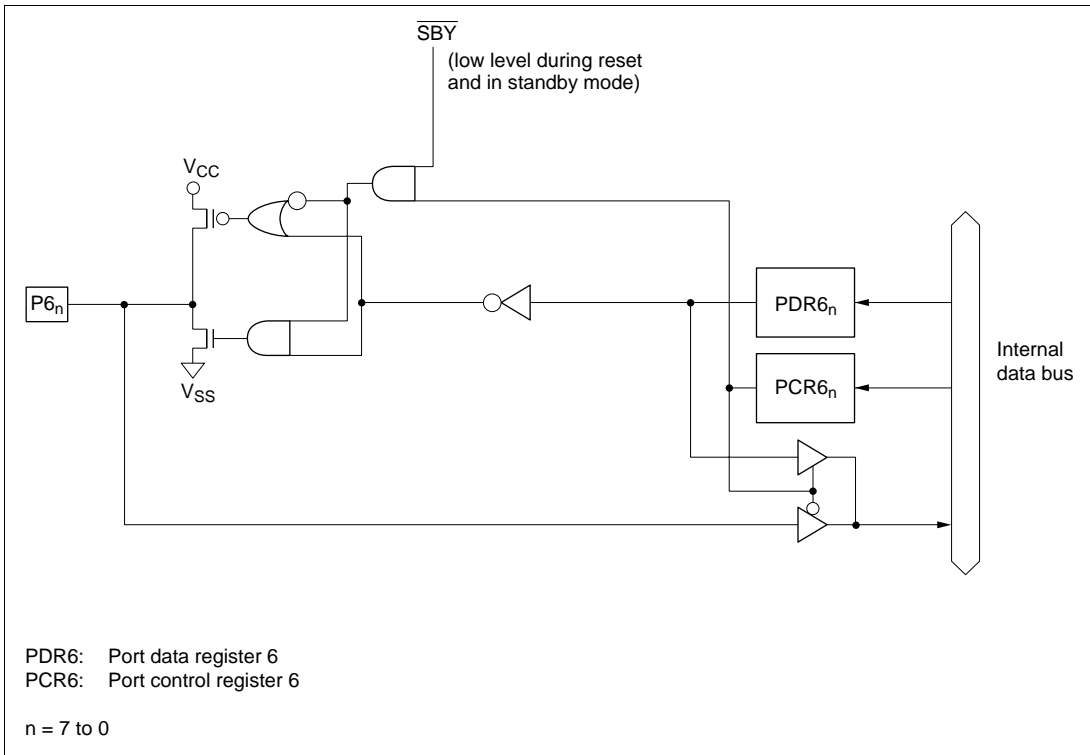 SBY
(low level during reset
and in standby mode)
VCC
P6n
VSS
PDR6n
PCR6n
Internal
data bus
PDR6: Port data register 6
PCR6: Port control register 6
n = 7 to 0